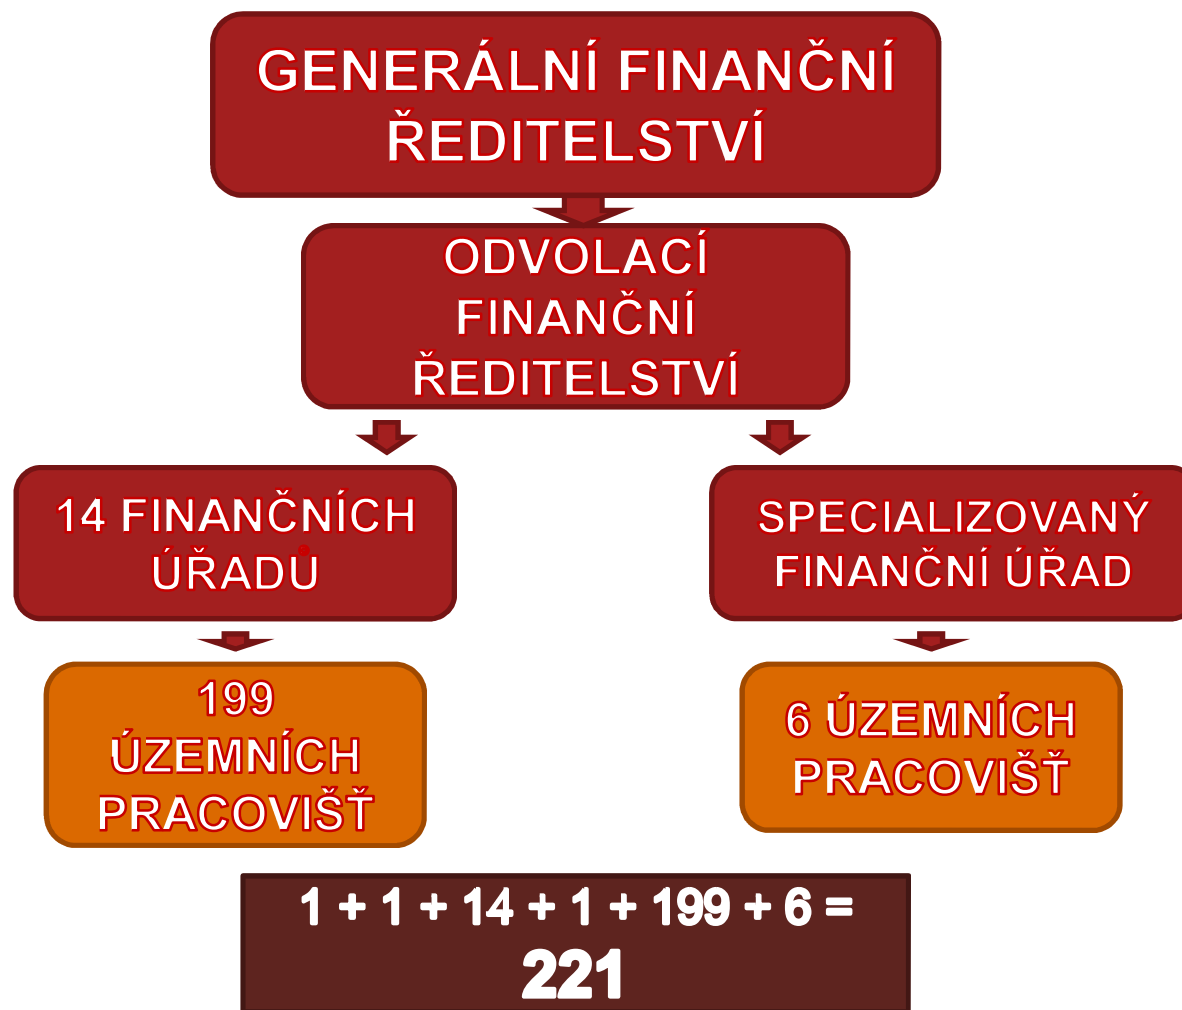 GENERÁLNÍ FINANČNÍ
ŘEDITELSTVÍ
ODVOLACÍ
FINANČNÍ
ŘEDITELSTVÍ
14 FINANČNÍCH
ÚŘADŮ
SPECIALIZOVANÝ
FINANČNÍ ÚŘAD
199
ÚZEMNÍCH
PRACOVIŠŤ
6 ÚZEMNÍCH
PRACOVIŠŤ
1 + 1 + 14 + 1 + 199 + 6 =
221